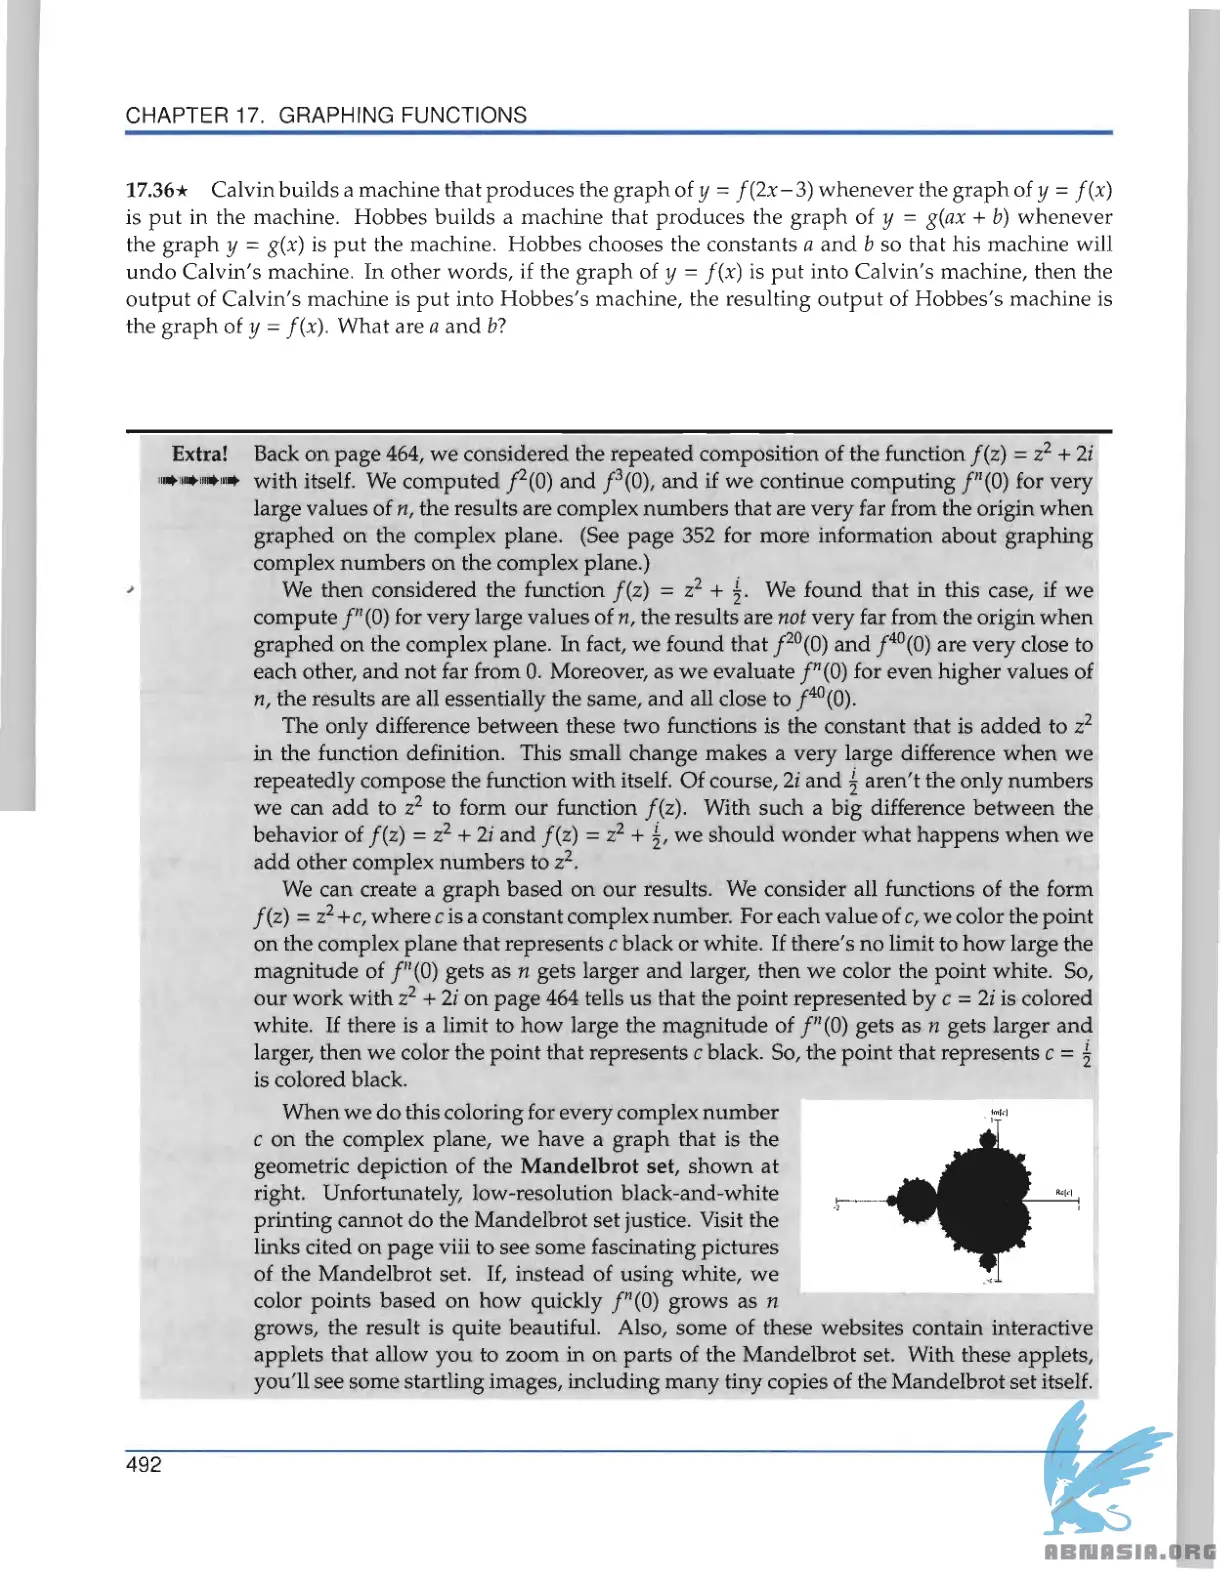 CHAPTER 17. GRAPHING FUNCTIONS
17.36★ Calvin builds a machine that produces the graph of y = f(2x−3) whenever the graph of y = f(x)
is put in the machine. Hobbes builds a machine that produces the graph of y = g(ax + b) whenever
the graph y = g(x) is put the machine. Hobbes chooses the constants a and b so that his machine will
undo Calvin's machine. In other words, if the graph of y = f(x) is put into Calvin's machine, then the
output of Calvin's machine is put into Hobbes's machine, the resulting output of Hobbes's machine is
the graph of y = f(x). What are a and b?
Extra! Back on page 464, we considered the repeated composition of the function f(z) = z² + 2i
with itself. We computed f²(0) and f³(0), and if we continue computing fⁿ(0) for very
large values of n, the results are complex numbers that are very far from the origin when
graphed on the complex plane. (See page 352 for more information about graphing
complex numbers on the complex plane.)
We then considered the function f(z) = z² + i/2. We found that in this case, if we
compute fⁿ(0) for very large values of n, the results are not very far from the origin when
graphed on the complex plane. In fact, we found that f²⁰(0) and f⁴⁰(0) are very close to
each other, and not far from 0. Moreover, as we evaluate fⁿ(0) for even higher values of
n, the results are all essentially the same, and all close to f⁴⁰(0).
The only difference between these two functions is the constant that is added to z²
in the function definition. This small change makes a very large difference when we
repeatedly compose the function with itself. Of course, 2i and i/2 aren't the only numbers
we can add to z² to form our function f(z). With such a big difference between the
behavior of f(z) = z² + 2i and f(z) = z² + i/2, we should wonder what happens when we
add other complex numbers to z².
We can create a graph based on our results. We consider all functions of the form
f(z) = z²+c, where c is a constant complex number. For each value of c, we color the point
on the complex plane that represents c black or white. If there's no limit to how large the
magnitude of fⁿ(0) gets as n gets larger and larger, then we color the point white. So,
our work with z² + 2i on page 464 tells us that the point represented by c = 2i is colored
white. If there is a limit to how large the magnitude of fⁿ(0) gets as n gets larger and
larger, then we color the point that represents c black. So, the point that represents c = i/2
is colored black.
When we do this coloring for every complex number
c on the complex plane, we have a graph that is the
geometric depiction of the Mandelbrot set, shown at
right. Unfortunately, low-resolution black-and-white
printing cannot do the Mandelbrot set justice. Visit the
links cited on page viii to see some fascinating pictures
of the Mandelbrot set. If, instead of using white, we
color points based on how quickly fⁿ(0) grows as n
grows, the result is quite beautiful. Also, some of these websites contain interactive
applets that allow you to zoom in on parts of the Mandelbrot set. With these applets,
you'll see some startling images, including many tiny copies of the Mandelbrot set itself.
Im[c]
Re[c]
-2
1
492
ABNASIA.ORG